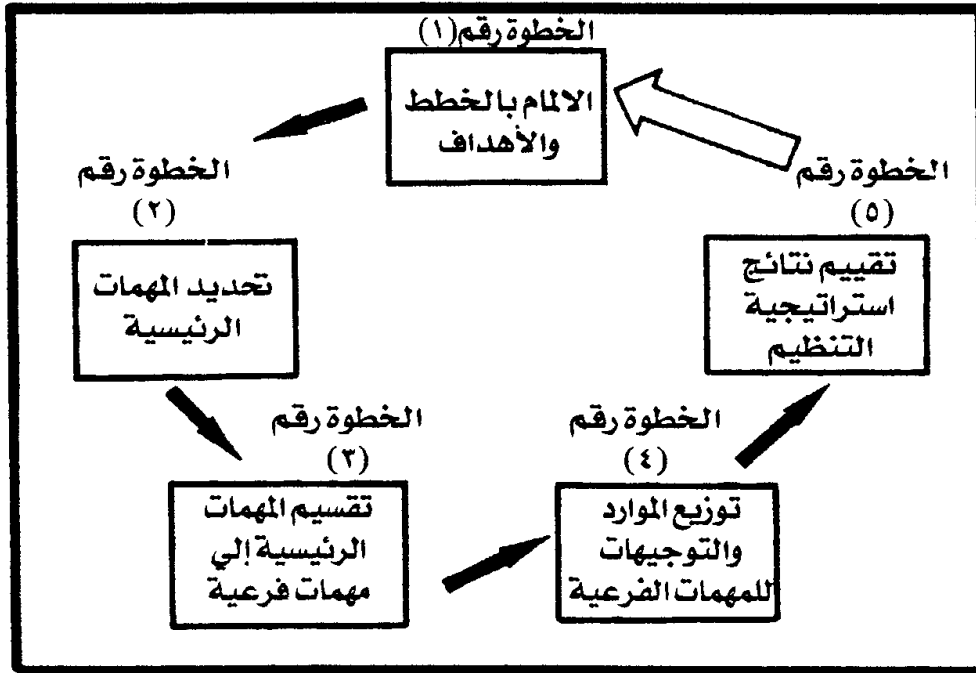 الخطوة رقم (١)
الالمام بالخطط
والأهداف
الخطوة رقم
(٢)
تحديد المهمات
الرئيسية
الخطوة رقم
(٣)
تقسيم المهمات
الرئيسية إلي
مهمات فرعية
الخطوة رقم
(٤)
توزيع الموارد
والتوجيهات
للمهمات الفرعية
الخطوة رقم
(٥)
تقييم نتائج
استراتيجية
التنظيم